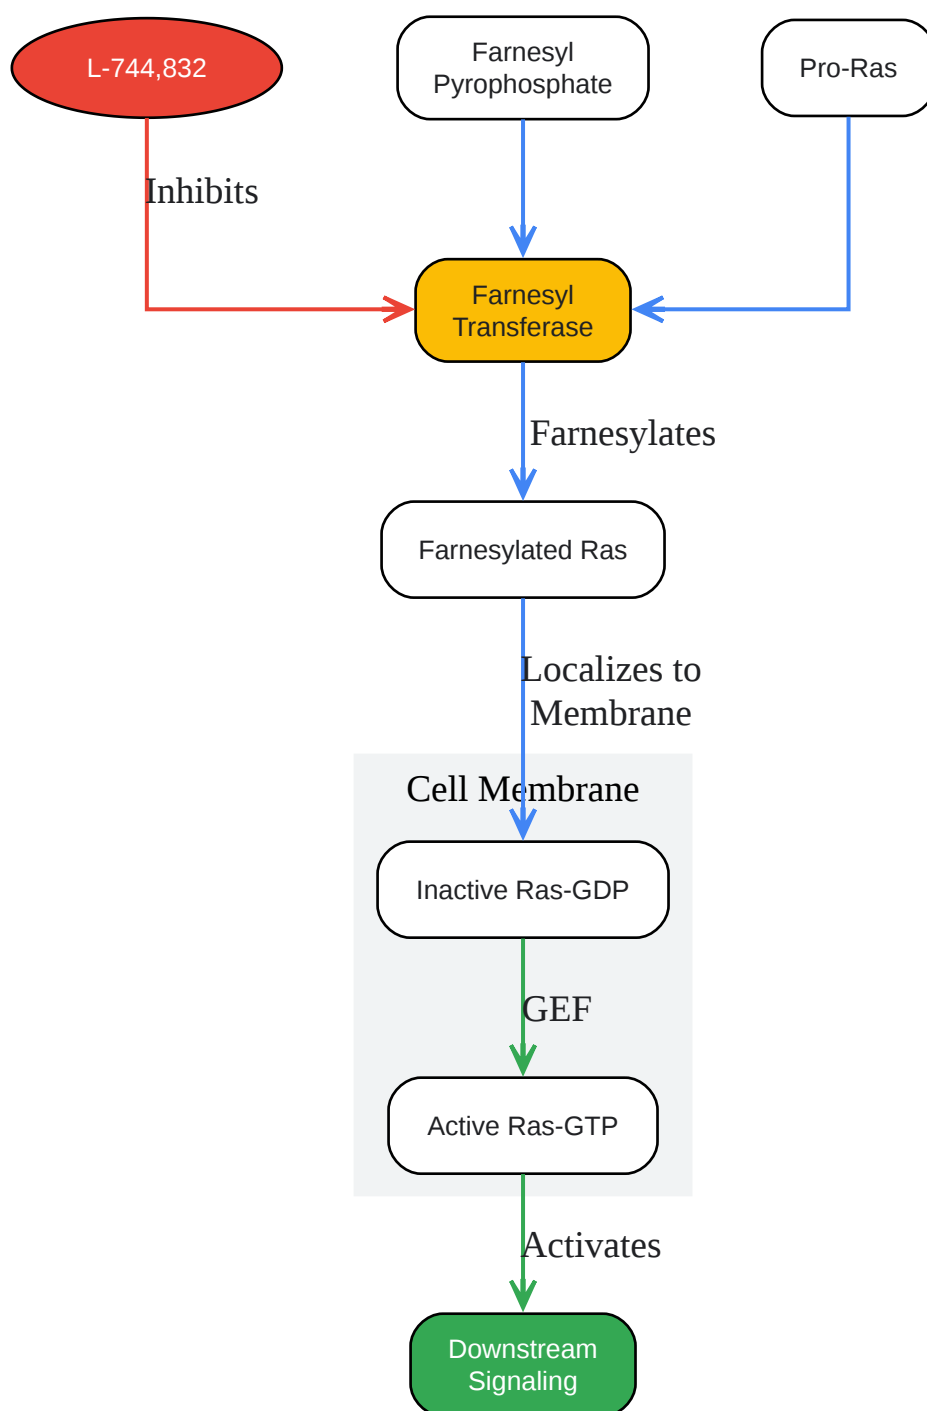 L-744,832
Farnesyl
Pyrophosphate
Pro-Ras
Inhibits
Farnesyl
Transferase
Farnesylates
Farnesylated Ras
Localizes to
Membrane
Cell Membrane
Inactive Ras-GDP
GEF
Active Ras-GTP
Activates
Downstream
Signaling